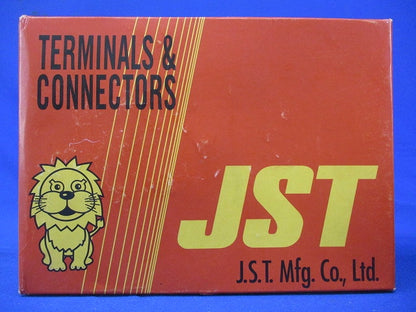 TERMINALS &
CONNECTORS
JST
J.S.T. Mfg. Co., Ltd.